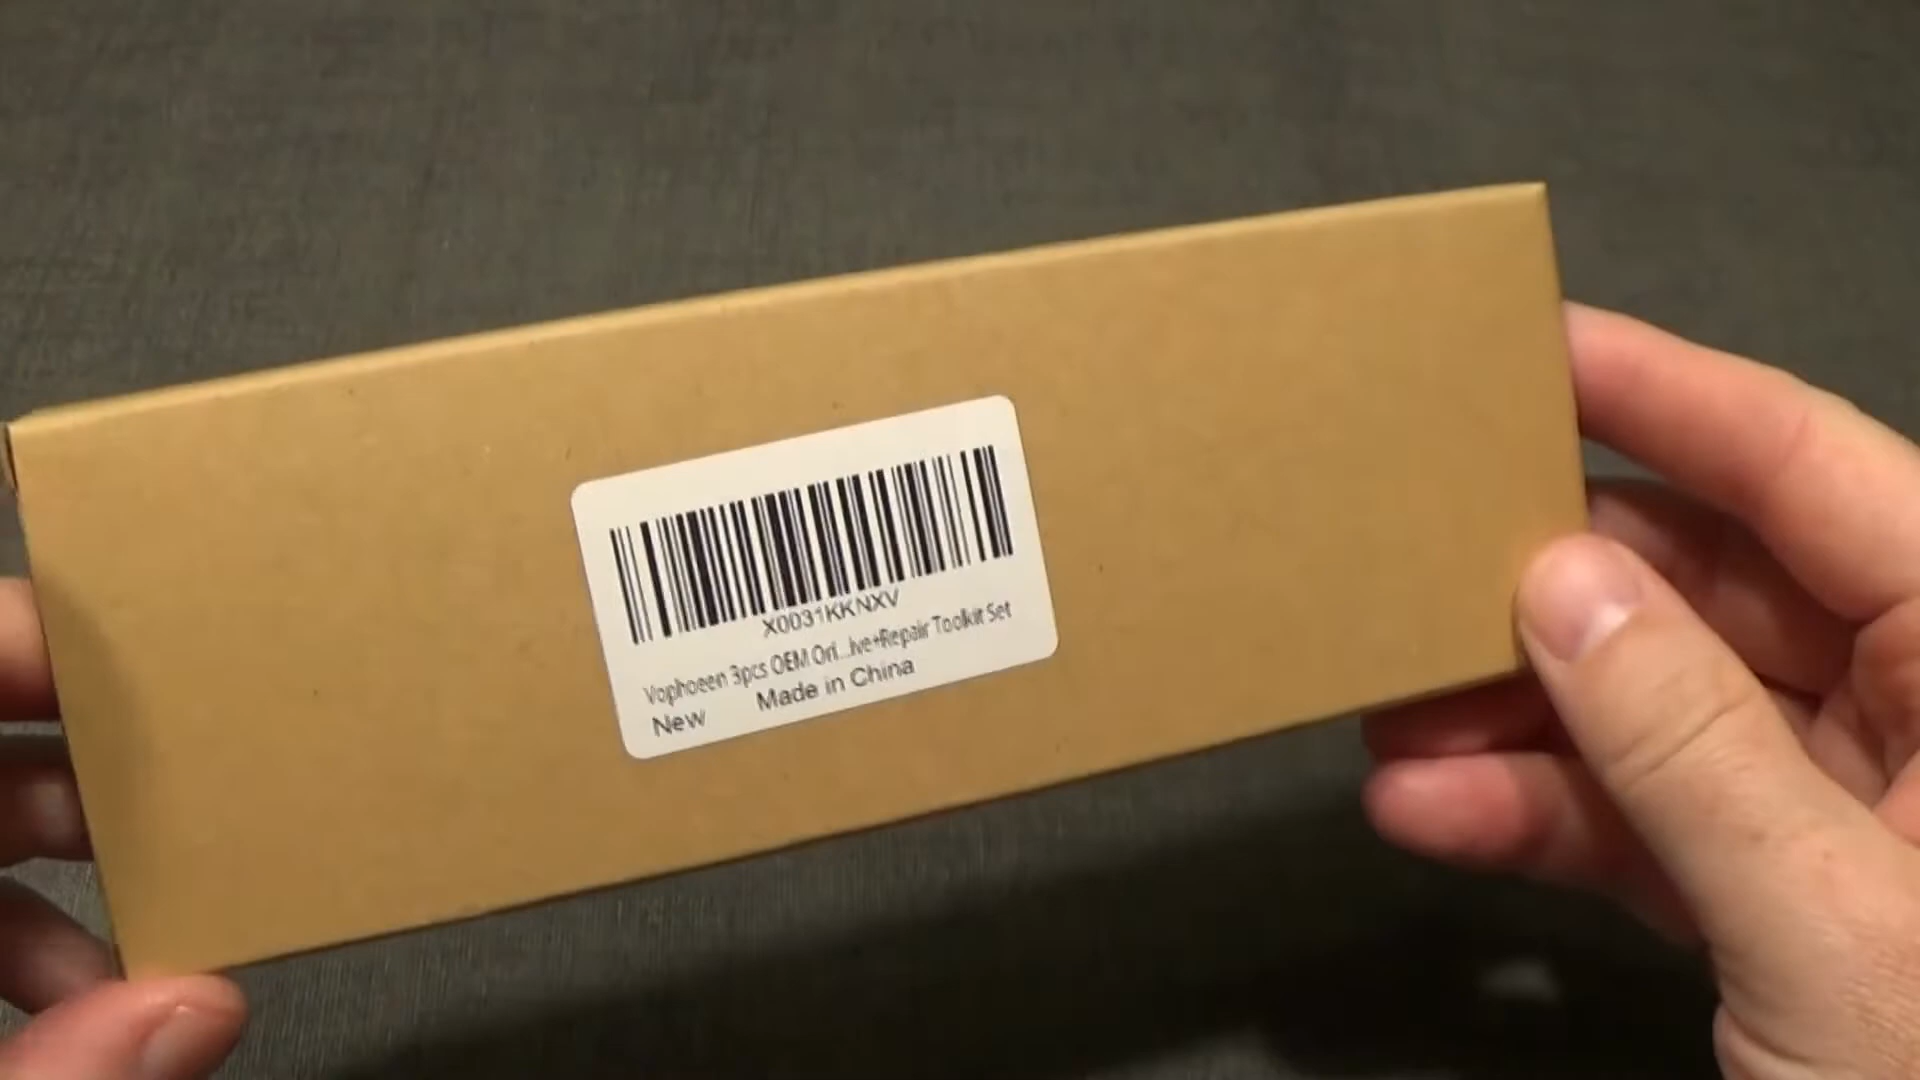 X0031KKNXV
Vophoeen 3pcs OEM Ori...ive+Repair Toolkit Set
New Made in China